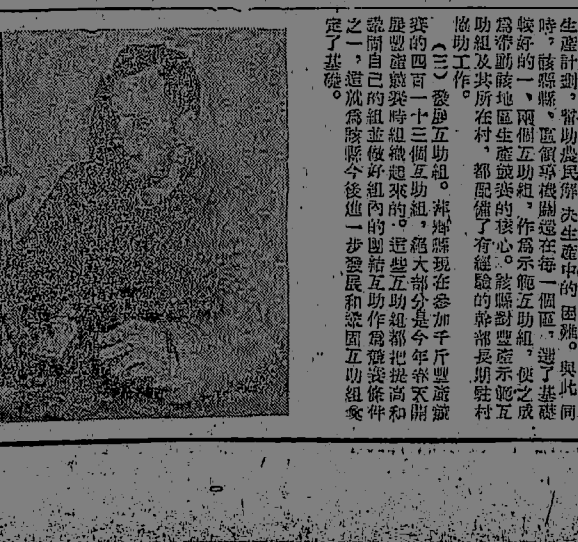 生產計劃，幫助農民解決生產中的困難。與此同
時，該縣縣、區領導機關還在每一個區，選了基礎
較好的一、兩個互助組，作爲示範互助組，使之成
爲帶動該地區生產競賽的核心。該縣對豐產示範互
助組及其所在村，都配備了有經驗的幹部長期駐村
協助工作。
（三）發展互助組。萍鄉縣現在參加千斤豐產競
賽的四百一十三個互助組，絕大部分是今年春天開
展豐產競賽時組織起來的。這些互助組都把提高和
鞏固自己的組並做好組內的團結互助作爲競賽條件
之一，這就爲該縣今後進一步發展和鞏固互助組奠
定了基礎。